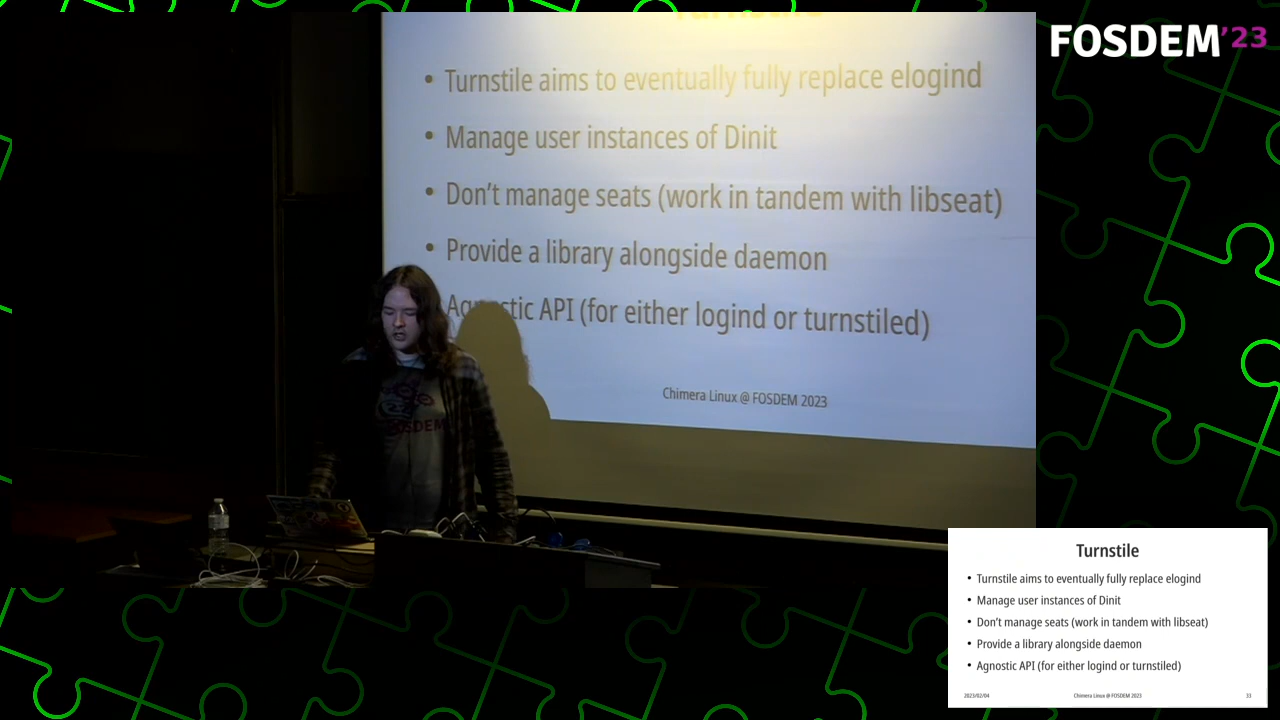 FOSDEM'23
Turnstile
• Turnstile aims to eventually fully replace elogind
• Manage user instances of Dinit
• Don't manage seats (work in tandem with libseat)
• Provide a library alongside daemon
Agnostic API (for either logind or turnstiled)
Chimera Linux @ FOSDEM 2023
FOSDEM
Turnstile
• Turnstile aims to eventually fully replace elogind
• Manage user instances of Dinit
• Don't manage seats (work in tandem with libseat)
• Provide a library alongside daemon
• Agnostic API (for either logind or turnstiled)
2023/02/04 Chimera Linux @ FOSDEM 2023 33